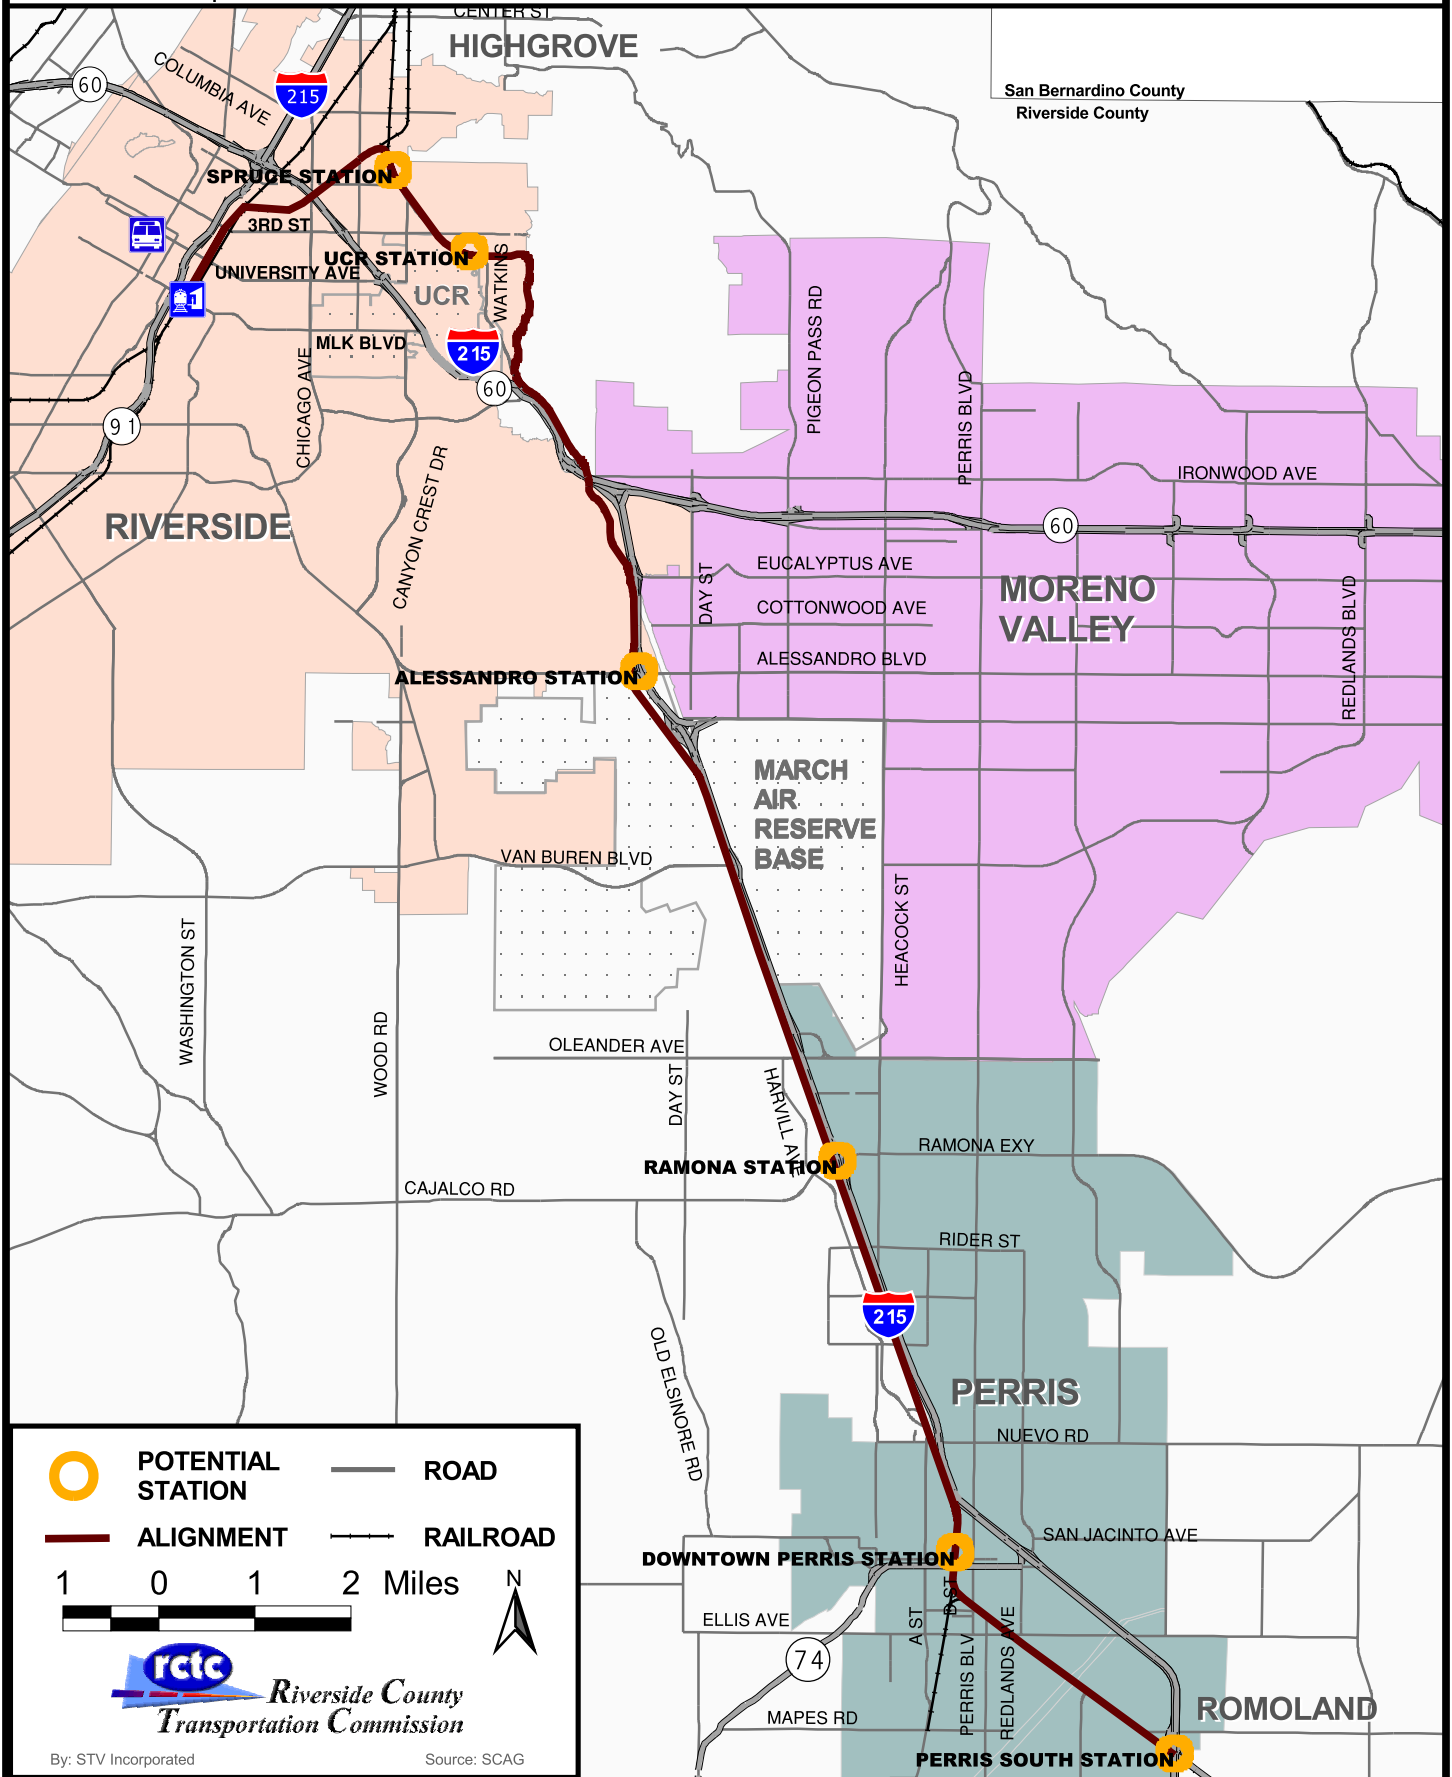 CENTER ST
HIGHGROVE
60
COLUMBIA AVE
215
San Bernardino County
Riverside County
SPRUCE STATION
3RD ST
UCR STATION
WATKINS
UNIVERSITY AVE
UCR
MLK BLVD
215
60
CHICAGO AVE
91
PIGEON PASS RD
PERRIS BLVD
IRONWOOD AVE
CANYON CREST DR
RIVERSIDE
60
EUCALYPTUS AVE
DAY ST
MORENO
VALLEY
COTTONWOOD AVE
REDLANDS BLVD
ALESSANDRO BLVD
ALESSANDRO STATION
MARCH
AIR
RESERVE
BASE
VAN BUREN BLVD
HEACOCK ST
WASHINGTON ST
WOOD RD
OLEANDER AVE
DAY ST
HARVILL AVE
RAMONA EXY
RAMONA STATION
CAJALCO RD
RIDER ST
215
OLD ELSINORE RD
PERRIS
NUEVO RD
SAN JACINTO AVE
DOWNTOWN PERRIS STATION
D ST
ELLIS AVE
A ST
PERRIS BLV
REDLANDS AVE
74
MAPES RD
ROMOLAND
PERRIS SOUTH STATION
POTENTIAL
STATION
ROAD
ALIGNMENT
RAILROAD
1 0 1 2 Miles
N
rctc
Riverside County
Transportation Commission
By: STV Incorporated
Source: SCAG